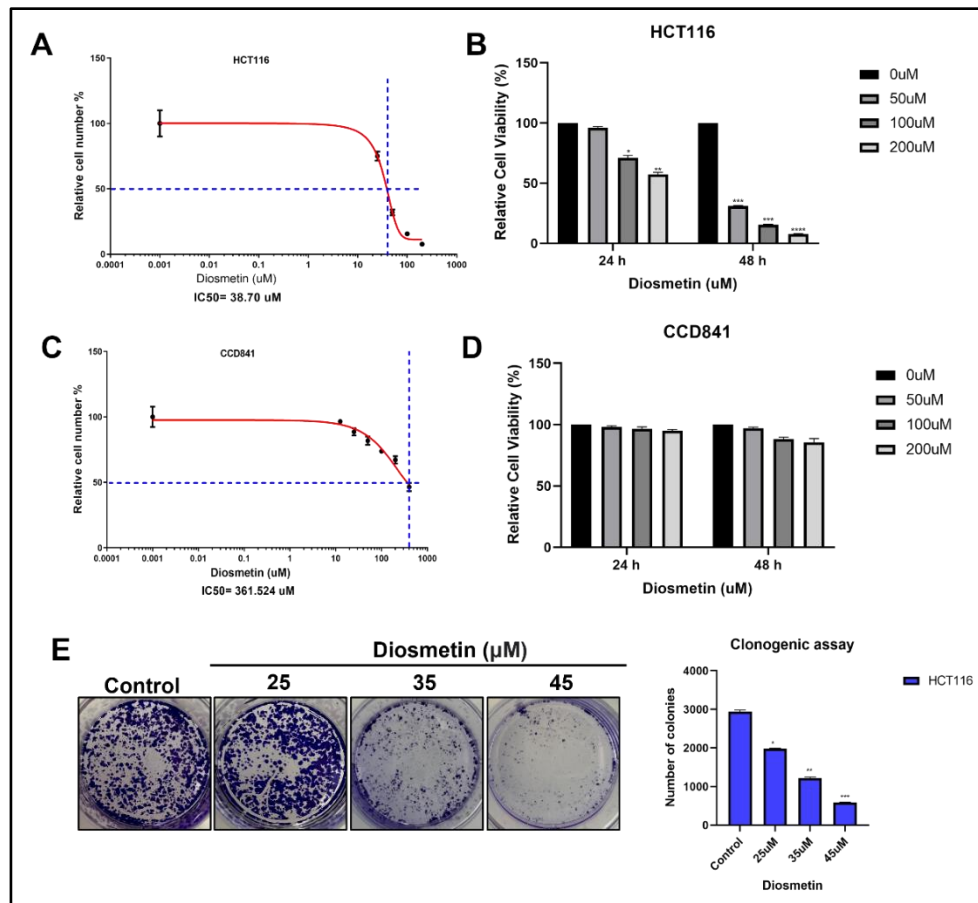 A
HCT116
Relative cell number %
150
100
50
0
0.0001 0.001 0.01 0.1 1 10 100 1000
Diosmetin (uM)
IC50= 38.70 uM
B
HCT116
Relative Cell Viability (%)
150
100
50
0
*
**
***
***
****
24 h 48 h
Diosmetin (uM)
0uM
50uM
100uM
200uM
C
CCD841
Relative cell number %
150
100
50
0
0.0001 0.001 0.01 0.1 1 10 100 1000
Diosmetin (uM)
IC50= 361.524 uM
D
CCD841
Relative Cell Viability (%)
150
100
50
0
24 h 48 h
Diosmetin (uM)
0uM
50uM
100uM
200uM
E
Diosmetin (µM)
Control 25 35 45
Clonogenic assay
Number of colonies
4000
3000
2000
1000
0
*
**
***
Control 25uM 35uM 45uM
Diosmetin
HCT116